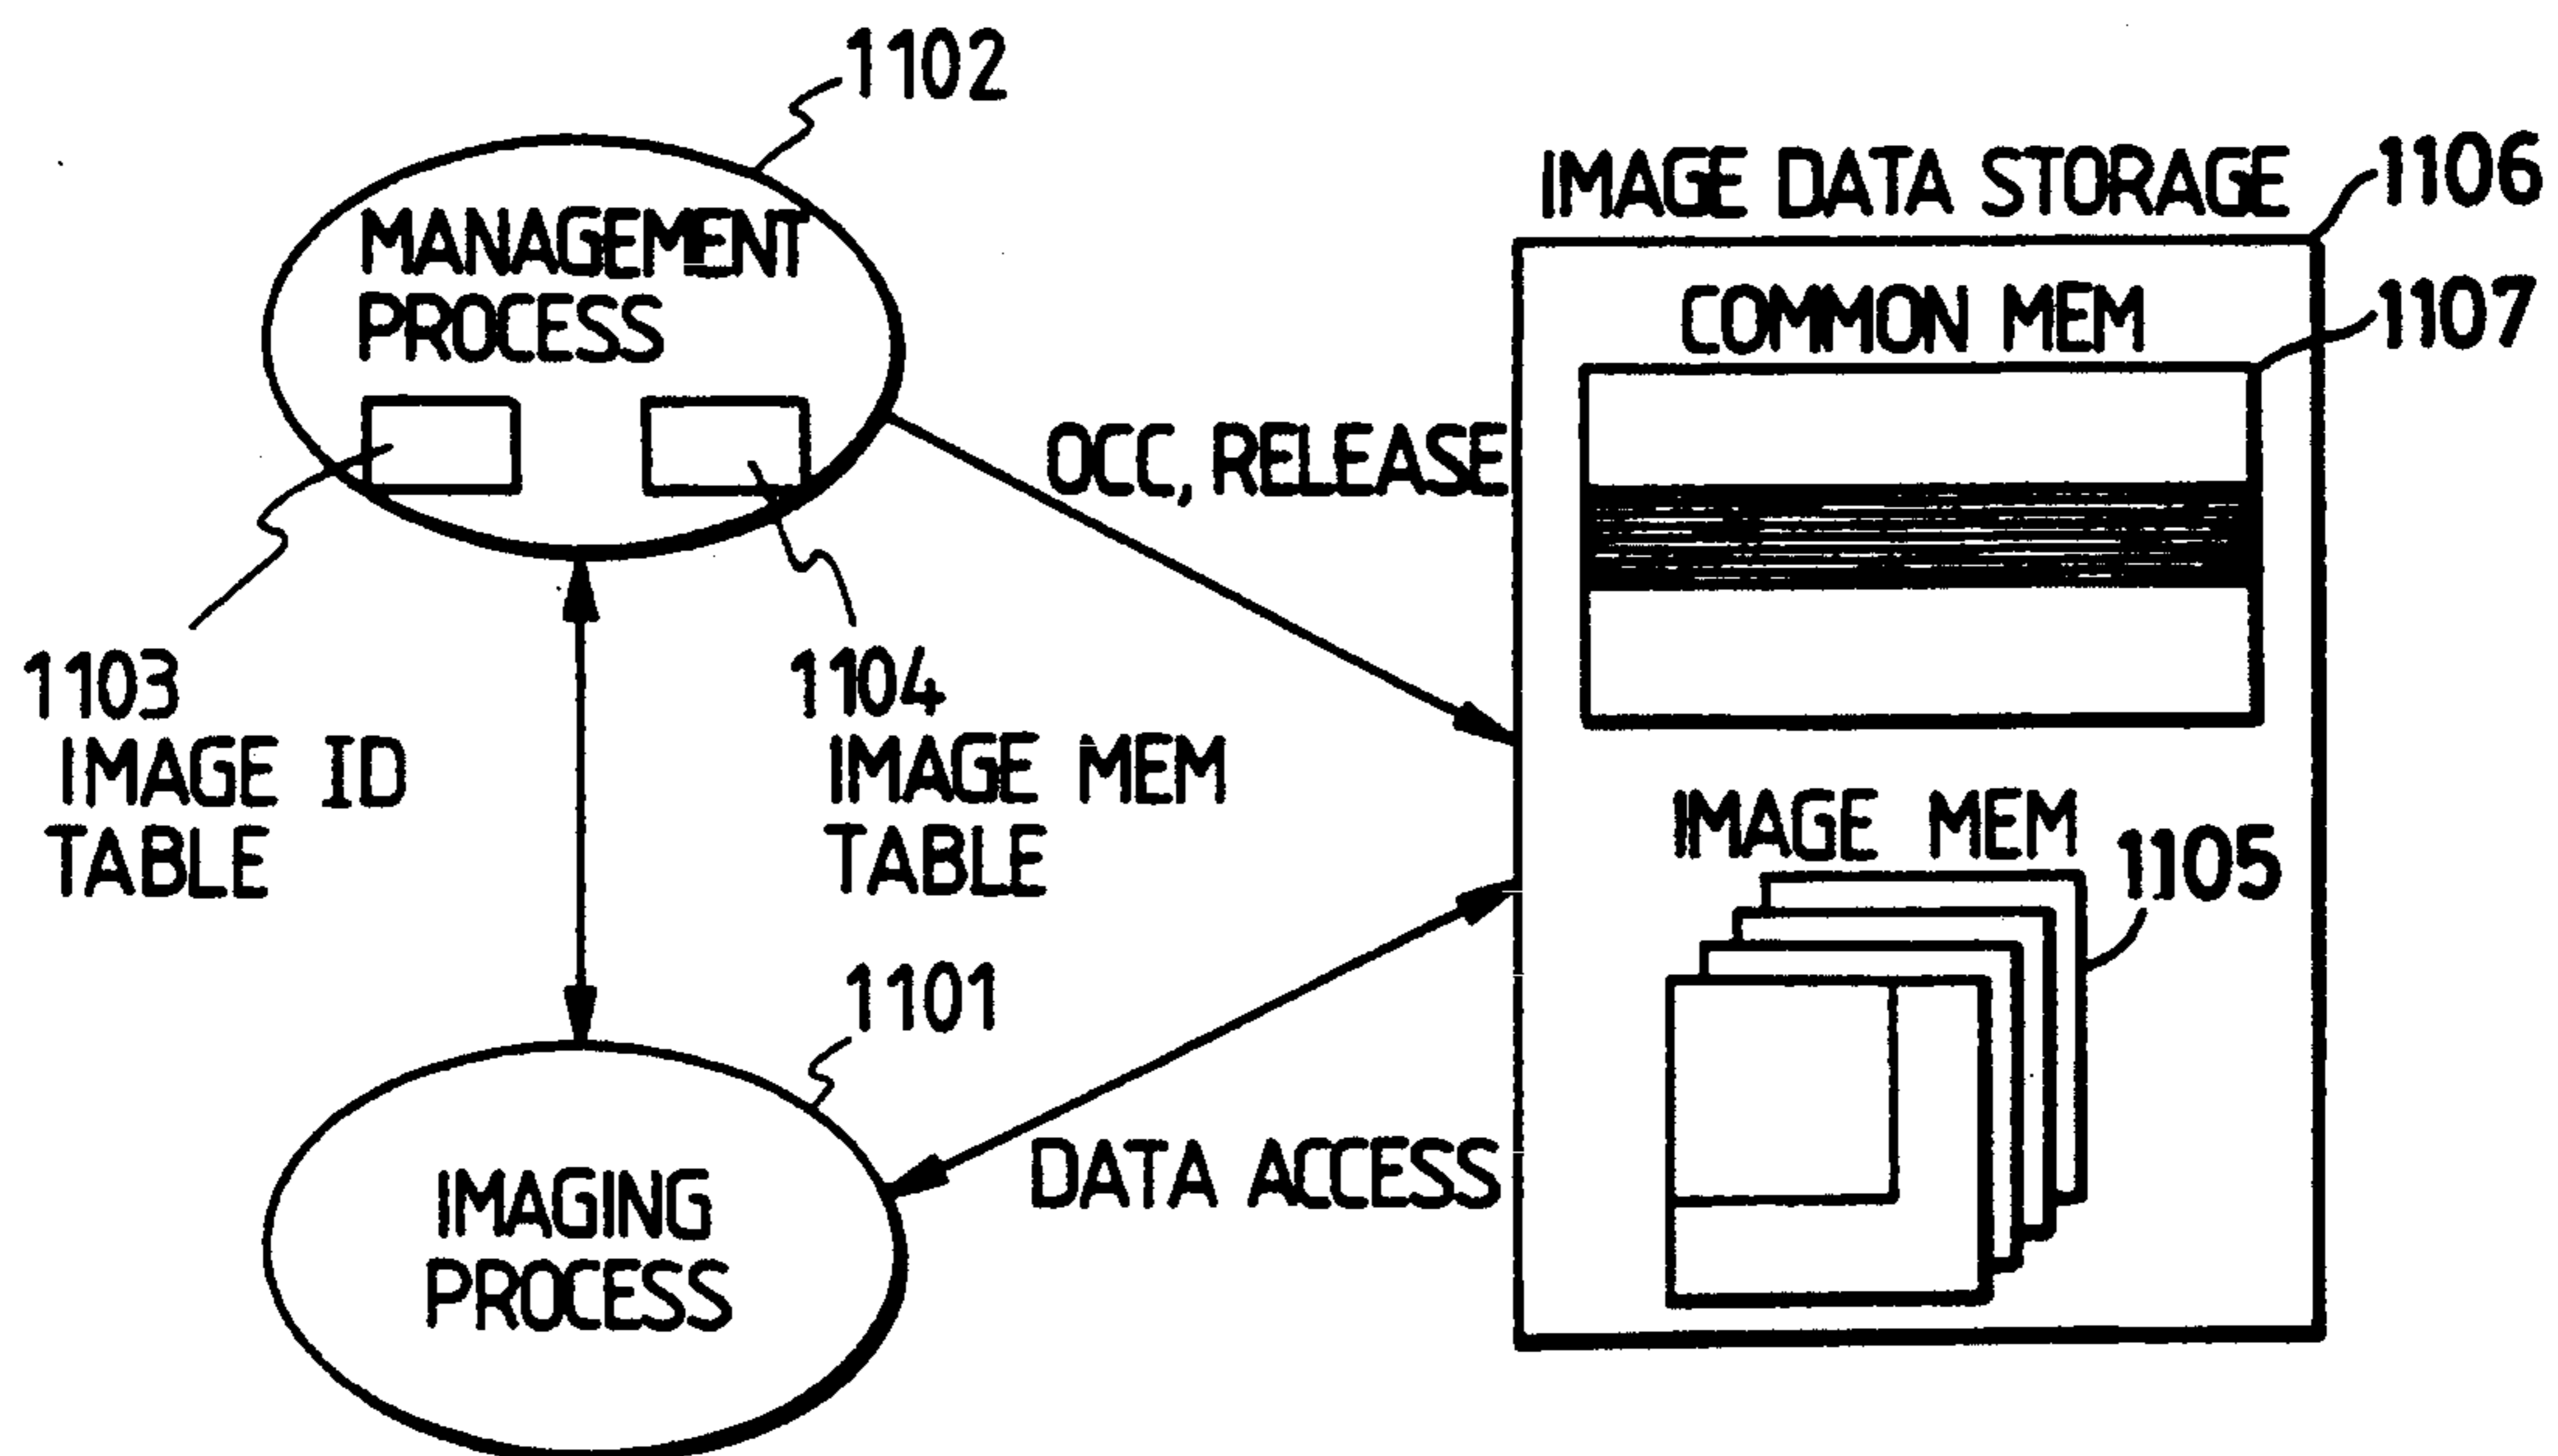 1102
MANAGEMENT
PROCESS
1103
IMAGE ID
TABLE
1104
IMAGE MEM
TABLE
OCC, RELEASE
1101
IMAGING
PROCESS
DATA ACCESS
IMAGE DATA STORAGE
1106
COMMON MEM
1107
IMAGE MEM
1105